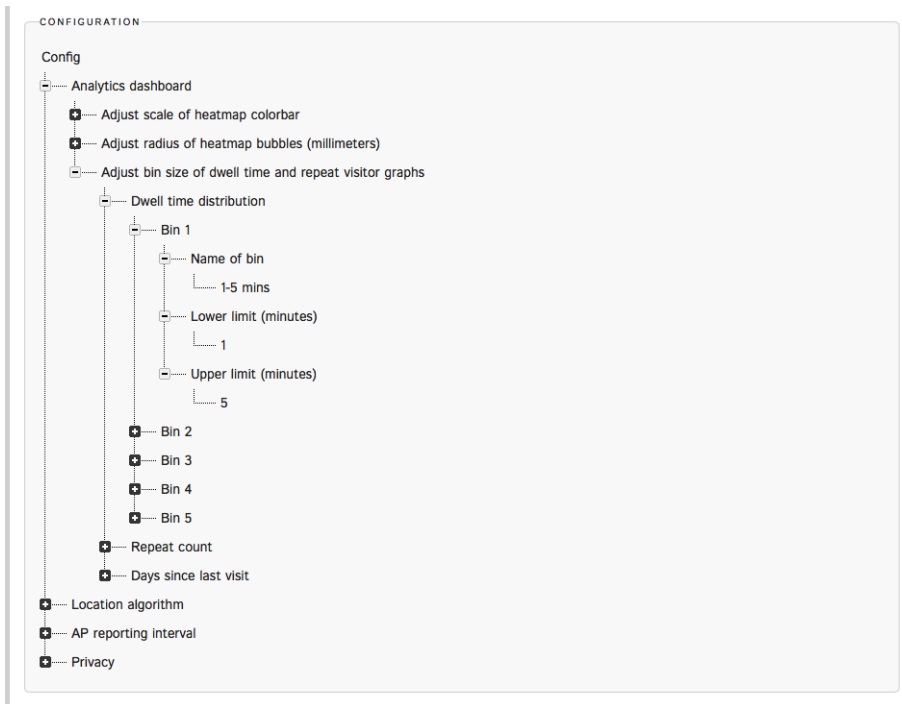 CONFIGURATION
Config
Analytics dashboard
Adjust scale of heatmap colorbar
Adjust radius of heatmap bubbles (millimeters)
Adjust bin size of dwell time and repeat visitor graphs
Dwell time distribution
Bin 1
Name of bin
1-5 mins
Lower limit (minutes)
1
Upper limit (minutes)
5
Bin 2
Bin 3
Bin 4
Bin 5
Repeat count
Days since last visit
Location algorithm
AP reporting interval
Privacy